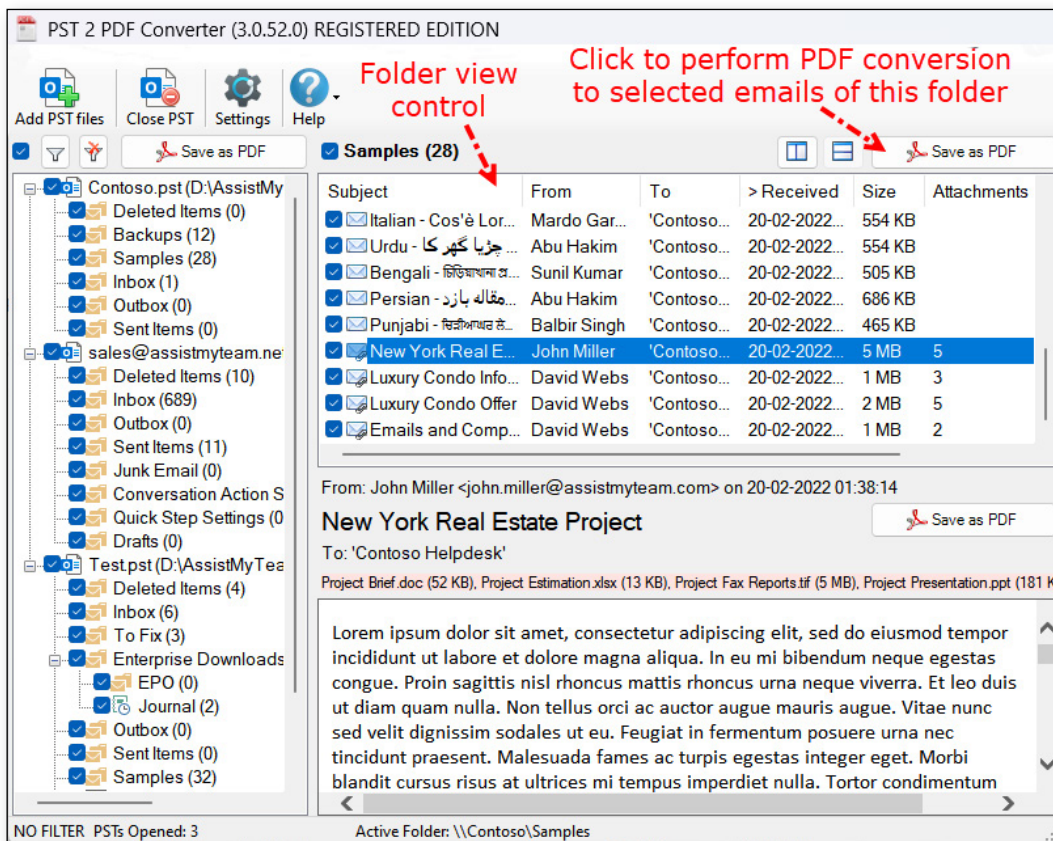 PST 2 PDF Converter (3.0.52.0) REGISTERED EDITION
Folder view
control
Click to perform PDF conversion
to selected emails of this folder
Add PST files Close PST Settings Help
Save as PDF
Contoso.pst (D:\AssistMy
Deleted Items (0)
Backups (12)
Samples (28)
Inbox (1)
Outbox (0)
Sent Items (0)
sales@assistmyteam.net
Deleted Items (10)
Inbox (689)
Outbox (0)
Sent Items (11)
Junk Email (0)
Conversation Action S
Quick Step Settings (0
Drafts (0)
Test.pst (D:\AssistMyTea
Deleted Items (4)
Inbox (6)
To Fix (3)
Enterprise Downloads
EPO (0)
Journal (2)
Outbox (0)
Sent Items (0)
Samples (32)
Samples (28) Save as PDF
Subject From To > Received Size Attachments
Italian - Cos'è Lor... Mardo Gar... 'Contoso... 20-02-2022... 554 KB
Urdu - چڑیا گھر کا ... Abu Hakim 'Contoso... 20-02-2022... 554 KB
Bengali - চিড়িয়াখানা প্র... Sunil Kumar 'Contoso... 20-02-2022... 505 KB
Persian - مقاله بازد... Abu Hakim 'Contoso... 20-02-2022... 686 KB
Punjabi - ਚਿੜੀਆਘਰ ਲੇ... Balbir Singh 'Contoso... 20-02-2022... 465 KB
New York Real E... John Miller 'Contoso... 20-02-2022... 5 MB 5
Luxury Condo Info... David Webs 'Contoso... 20-02-2022... 1 MB 3
Luxury Condo Offer David Webs 'Contoso... 20-02-2022... 2 MB 5
Emails and Comp... David Webs 'Contoso... 20-02-2022... 1 MB 2
From: John Miller <john.miller@assistmyteam.com> on 20-02-2022 01:38:14
New York Real Estate Project Save as PDF
To: 'Contoso Helpdesk'
Project Brief.doc (52 KB), Project Estimation.xlsx (13 KB), Project Fax Reports.tif (5 MB), Project Presentation.ppt (181 K
Lorem ipsum dolor sit amet, consectetur adipiscing elit, sed do eiusmod tempor
incididunt ut labore et dolore magna aliqua. In eu mi bibendum neque egestas
congue. Proin sagittis nisl rhoncus mattis rhoncus urna neque viverra. Et leo duis
ut diam quam nulla. Non tellus orci ac auctor augue mauris augue. Vitae nunc
sed velit dignissim sodales ut eu. Feugiat in fermentum posuere urna nec
tincidunt praesent. Malesuada fames ac turpis egestas integer eget. Morbi
blandit cursus risus at ultrices mi tempus imperdiet nulla. Tortor condimentum
NO FILTER PSTs Opened: 3 Active Folder: \\Contoso\Samples